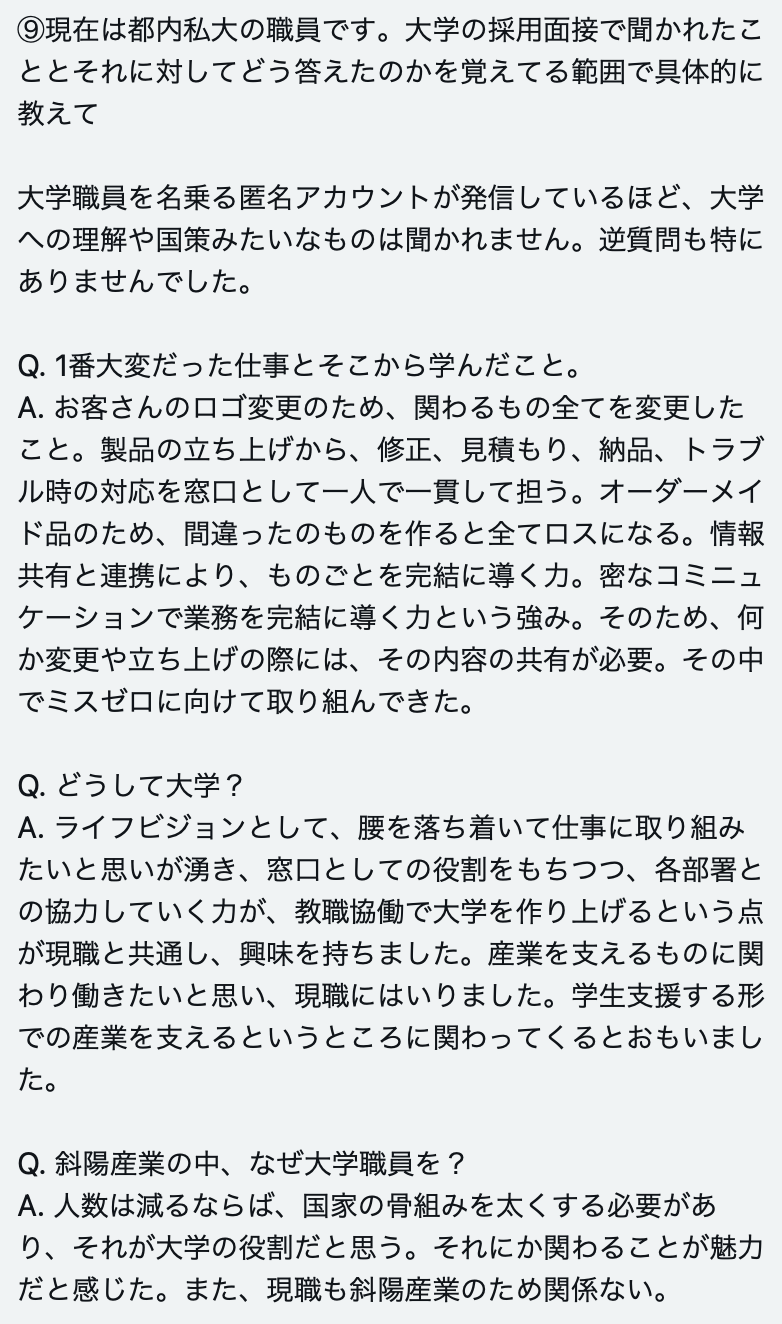 ⑨現在は都内私大の職員です。大学の採用面接で聞かれたこ
ととそれに対してどう答えたのかを覚えてる範囲で具体的に
教えて
大学職員を名乗る匿名アカウントが発信しているほど、大学
への理解や国策みたいなものは聞かれません。逆質問も特に
ありませんでした。
Q. 1番大変だった仕事とそこから学んだこと。
A. お客さんのロゴ変更のため、関わるもの全てを変更した
こと。製品の立ち上げから、修正、見積もり、納品、トラブ
ル時の対応を窓口として一人で一貫して担う。オーダーメイ
ド品のため、間違ったのものを作ると全てロスになる。情報
共有と連携により、ものごとを完結に導く力。密なコミニュ
ケーションで業務を完結に導く力という強み。そのため、何
か変更や立ち上げの際には、その内容の共有が必要。その中
でミスゼロに向けて取り組んできた。
Q. どうして大学？
A. ライフビジョンとして、腰を落ち着いて仕事に取り組み
たいと思いが湧き、窓口としての役割をもちつつ、各部署と
の協力していく力が、教職協働で大学を作り上げるという点
が現職と共通し、興味を持ちました。産業を支えるものに関
わり働きたいと思い、現職にはいりました。学生支援する形
での産業を支えるというところに関わってくるとおもいまし
た。
Q. 斜陽産業の中、なぜ大学職員を？
A. 人数は減るならば、国家の骨組みを太くする必要があ
り、それが大学の役割だと思う。それにか関わることが魅力
だと感じた。また、現職も斜陽産業のため関係ない。